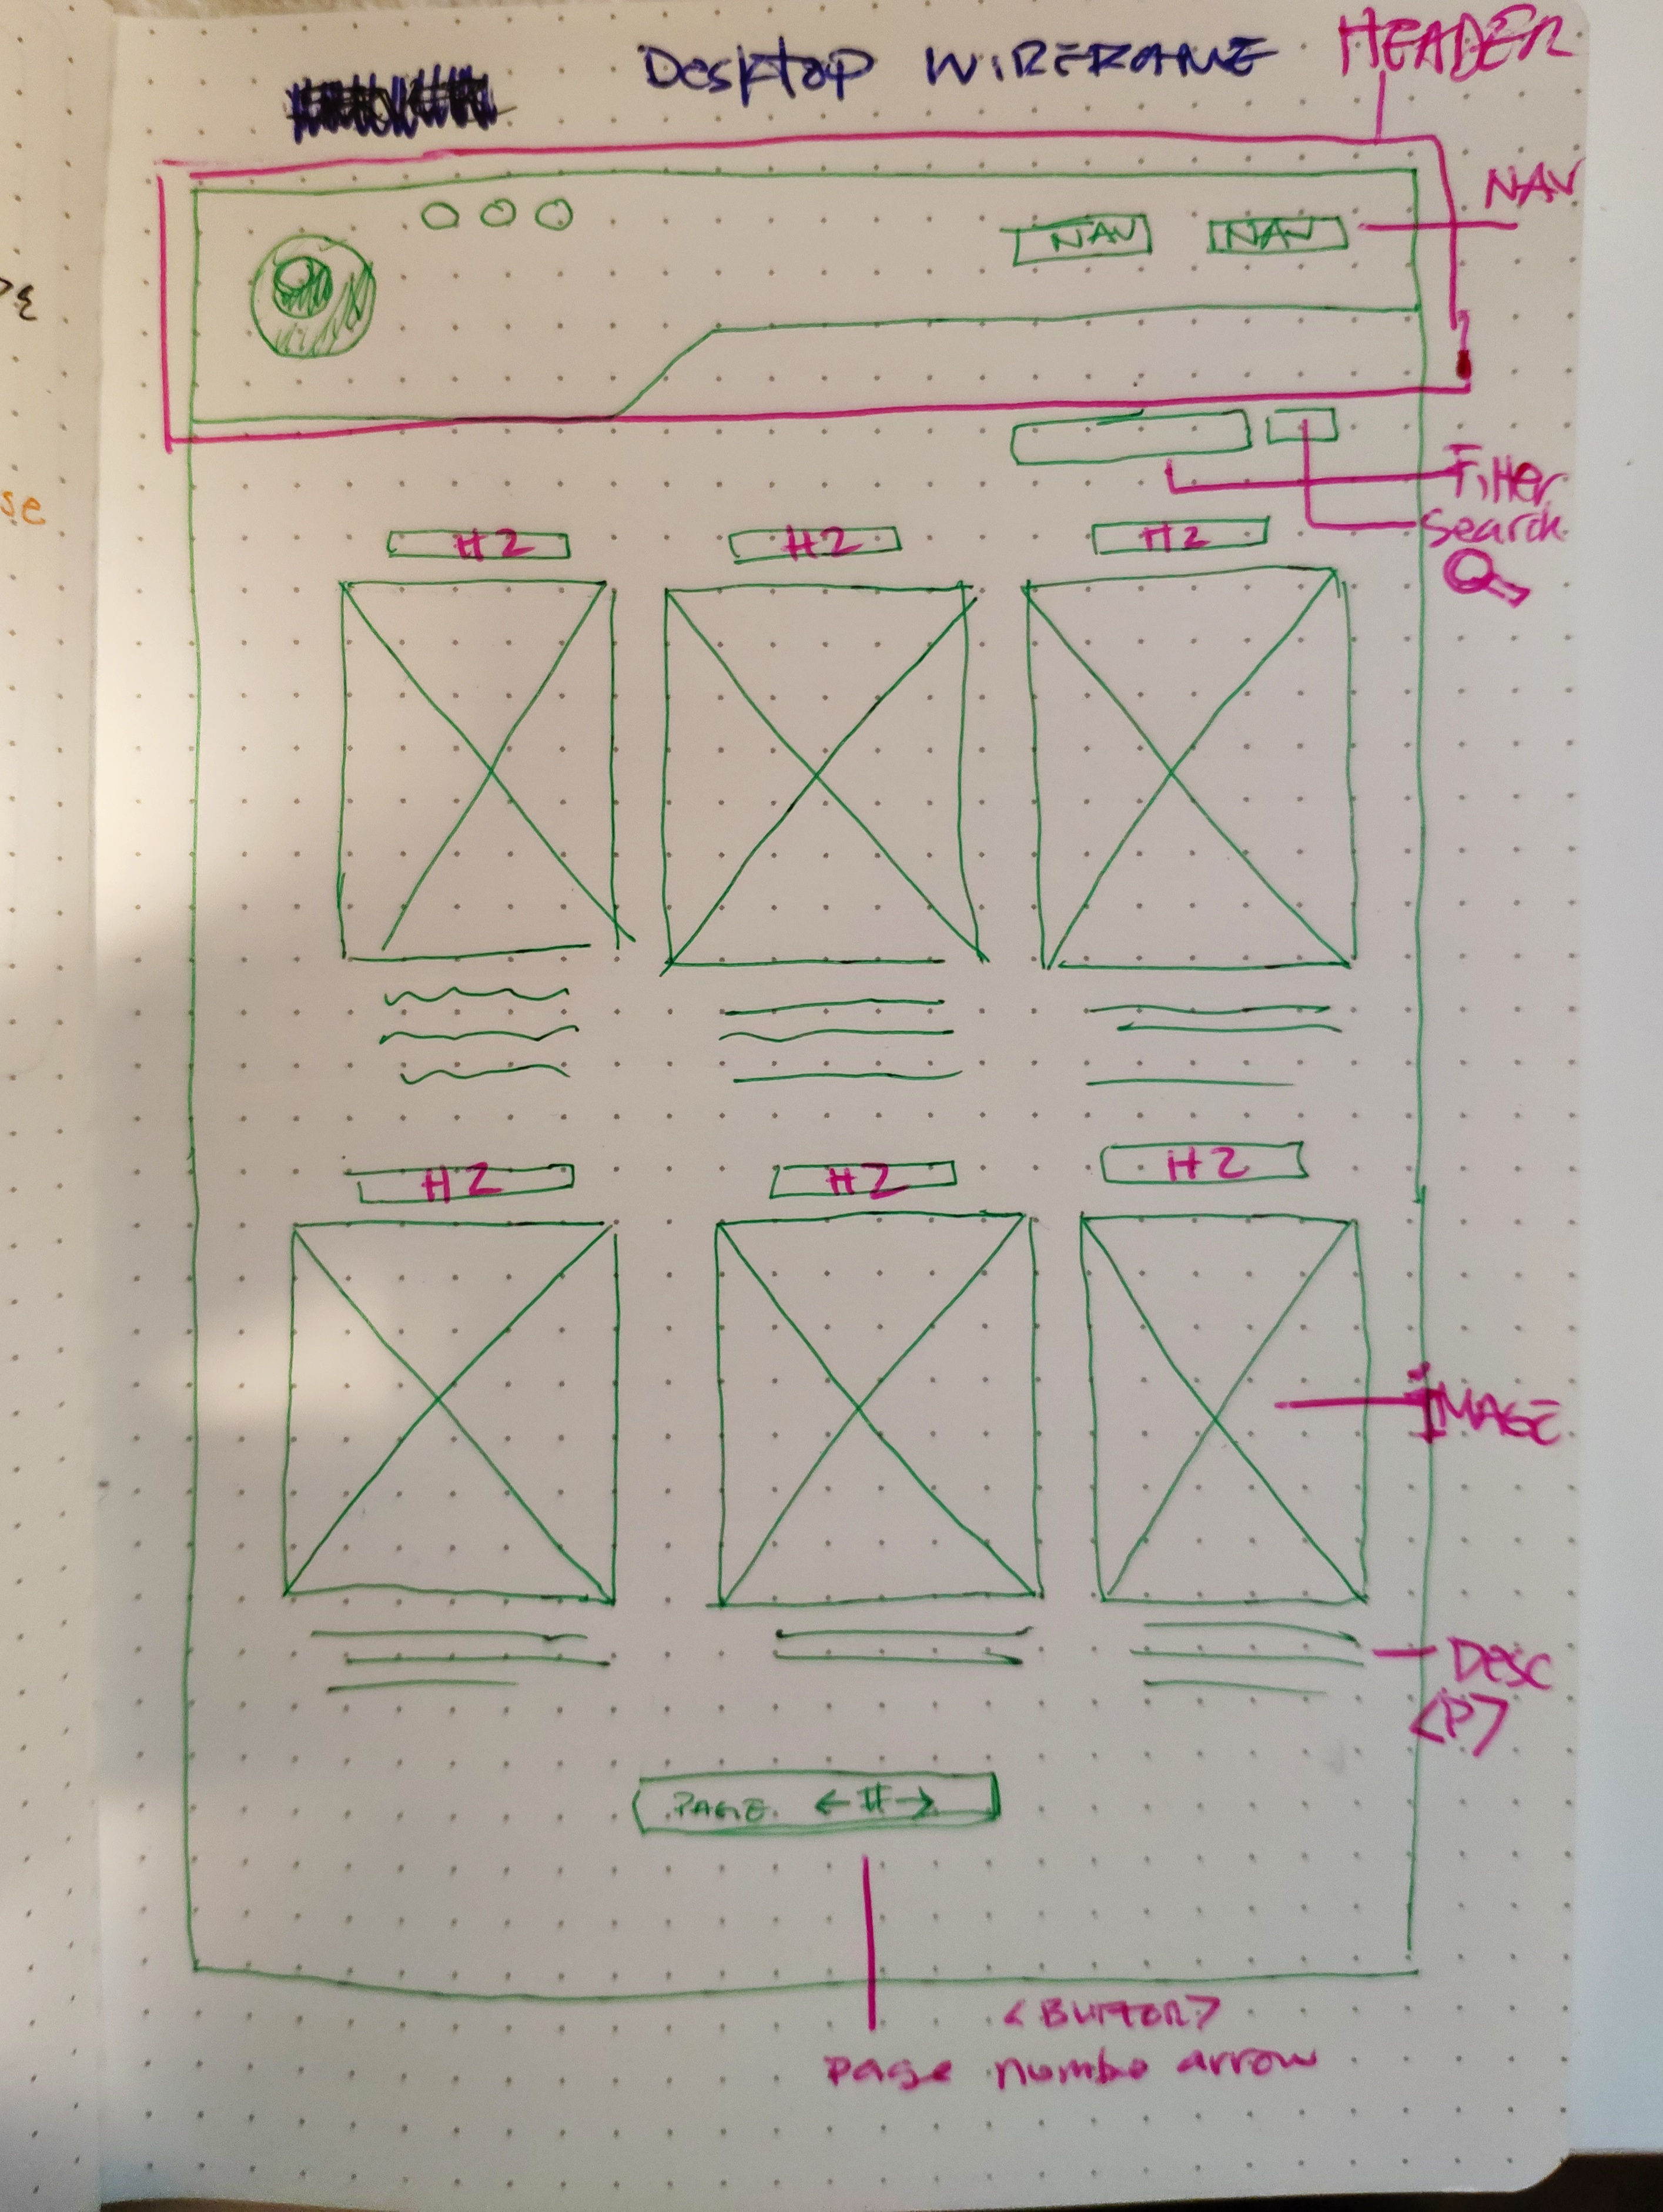 Desktop WIREFRAME
HEADER
NAV
NAV NAV
Filter
Search
H2 H2 H2
H2 H2 H2
IMAGE
Desc
<P>
PAGE ← # →
<BUTTON>
page numbe arrow
se